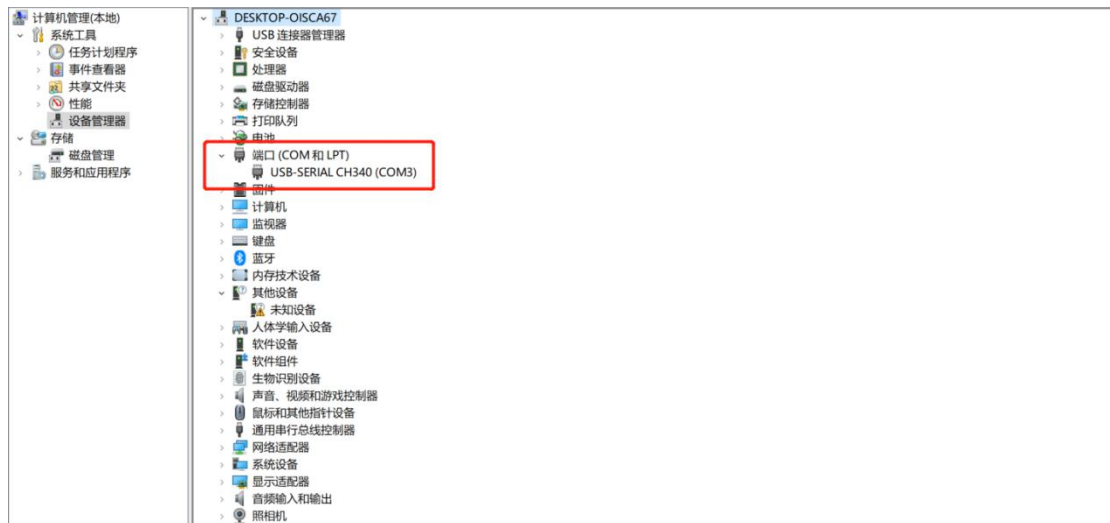 计算机管理(本地)
系统工具
任务计划程序
事件查看器
共享文件夹
性能
设备管理器
存储
磁盘管理
服务和应用程序
DESKTOP-OISCA67
USB 连接器管理器
安全设备
处理器
磁盘驱动器
存储控制器
打印队列
电池
端口 (COM 和 LPT)
USB-SERIAL CH340 (COM3)
固件
计算机
监视器
键盘
蓝牙
内存技术设备
其他设备
未知设备
人体学输入设备
软件设备
软件组件
生物识别设备
声音、视频和游戏控制器
鼠标和其他指针设备
通用串行总线控制器
网络适配器
系统设备
显示适配器
音频输入和输出
照相机